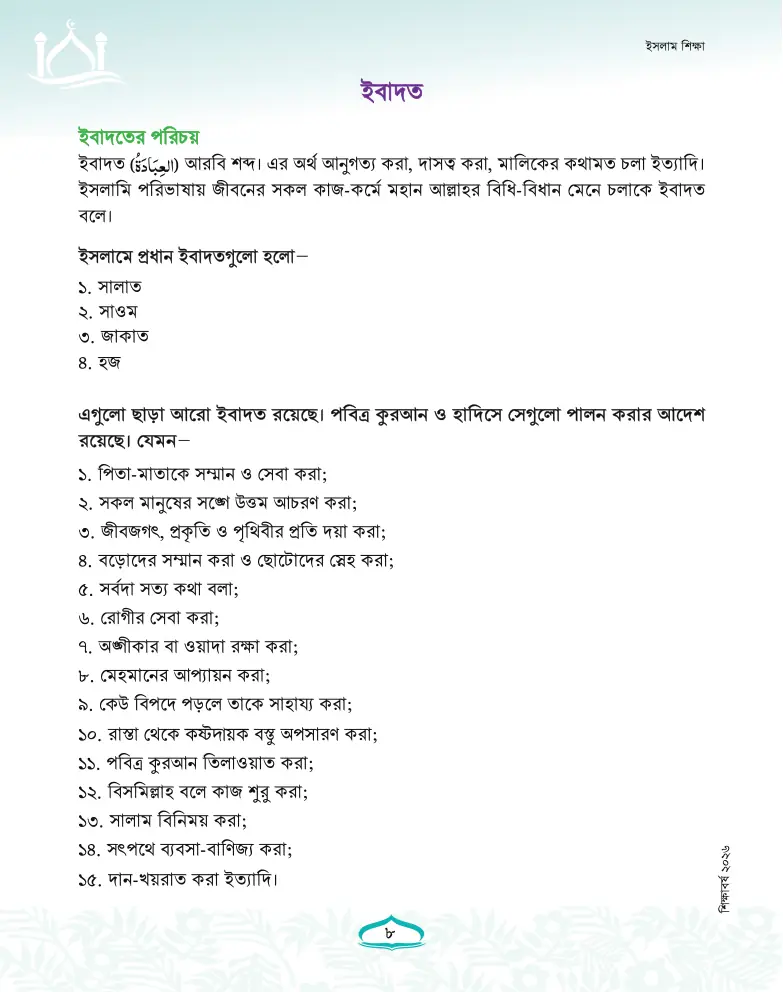 ইসলাম শিক্ষা
ইবাদত
ইবাদতের পরিচয়
ইবাদত (العِبَادَةُ) আরবি শব্দ। এর অর্থ আনুগত্য করা, দাসত্ব করা, মালিকের কথামত চলা ইত্যাদি।
ইসলামি পরিভাষায় জীবনের সকল কাজ-কর্মে মহান আল্লাহর বিধি-বিধান মেনে চলাকে ইবাদত
বলে।
ইসলামে প্রধান ইবাদতগুলো হলো–
১. সালাত
২. সাওম
৩. জাকাত
৪. হজ
এগুলো ছাড়া আরো ইবাদত রয়েছে। পবিত্র কুরআন ও হাদিসে সেগুলো পালন করার আদেশ
রয়েছে। যেমন–
১. পিতা-মাতাকে সম্মান ও সেবা করা;
২. সকল মানুষের সঙ্গে উত্তম আচরণ করা;
৩. জীবজগৎ, প্রকৃতি ও পৃথিবীর প্রতি দয়া করা;
৪. বড়োদের সম্মান করা ও ছোটোদের স্নেহ করা;
৫. সর্বদা সত্য কথা বলা;
৬. রোগীর সেবা করা;
৭. অঙ্গীকার বা ওয়াদা রক্ষা করা;
৮. মেহমানের আপ্যায়ন করা;
৯. কেউ বিপদে পড়লে তাকে সাহায্য করা;
১০. রাস্তা থেকে কষ্টদায়ক বস্তু অপসারণ করা;
১১. পবিত্র কুরআন তিলাওয়াত করা;
১২. বিসমিল্লাহ বলে কাজ শুরু করা;
১৩. সালাম বিনিময় করা;
১৪. সৎপথে ব্যবসা-বাণিজ্য করা;
১৫. দান-খয়রাত করা ইত্যাদি।
শিক্ষাবর্ষ ২০২৬
৮